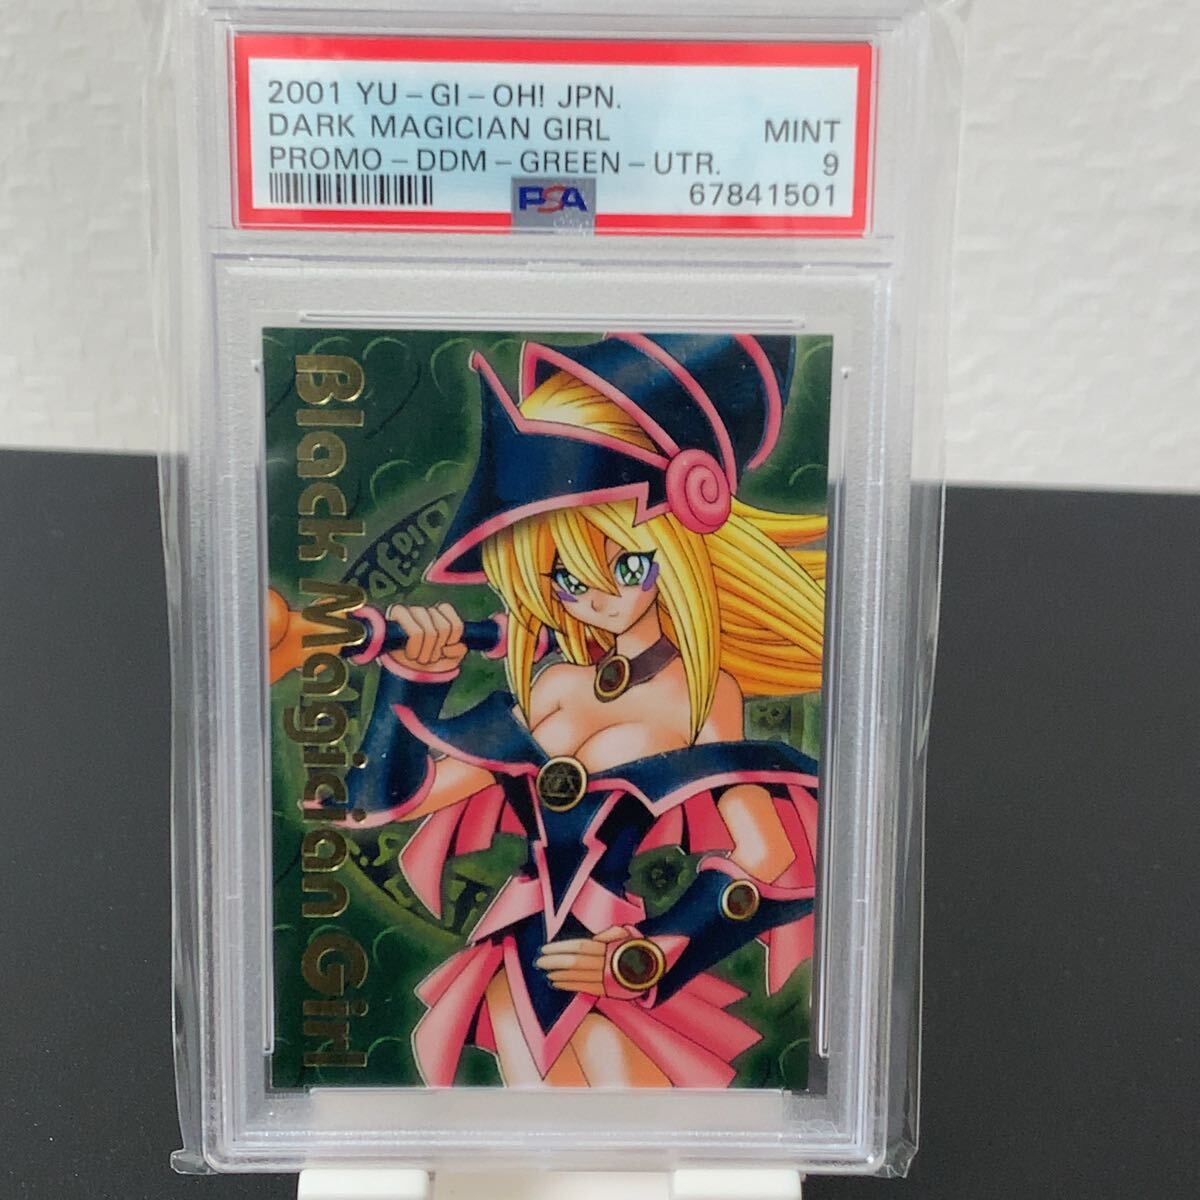 2001 YU-GI-OH! JPN.
DARK MAGICIAN GIRL MINT
PROMO-DDM-GREEN-UTR. 9
PSA 67841501
Black Magician Girl